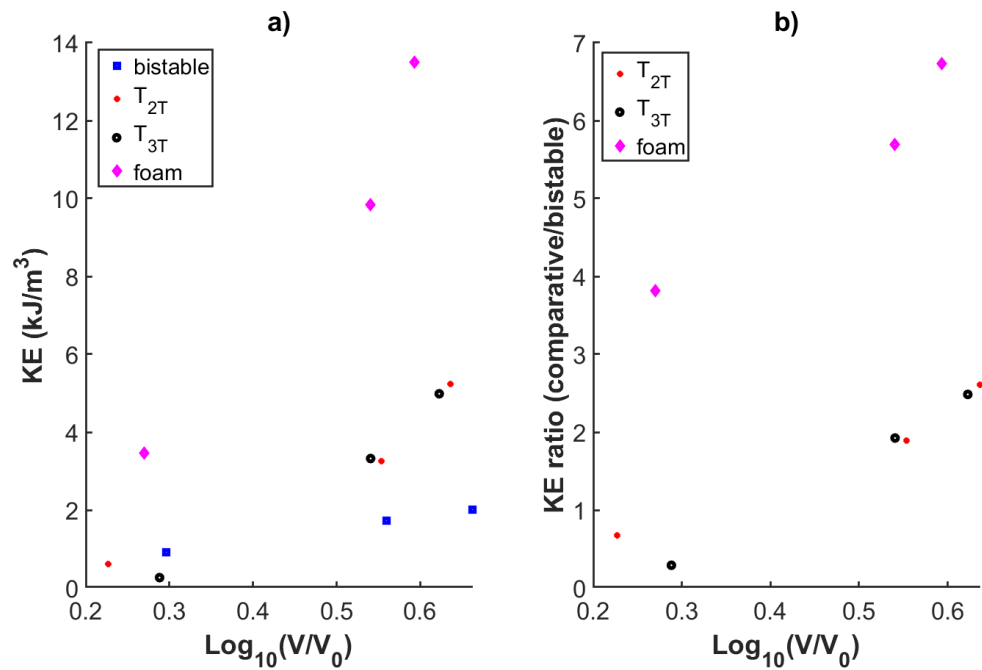 a)
KE (kJ/m³)
14
12
10
8
6
4
2
0
bistable
T₂T
T₃T
foam
0.2
0.3
0.4
0.5
0.6
Log₁₀(V/V₀)
b)
KE ratio (comparative/bistable)
7
6
5
4
3
2
1
0
T₂T
T₃T
foam
0.2
0.3
0.4
0.5
0.6
Log₁₀(V/V₀)